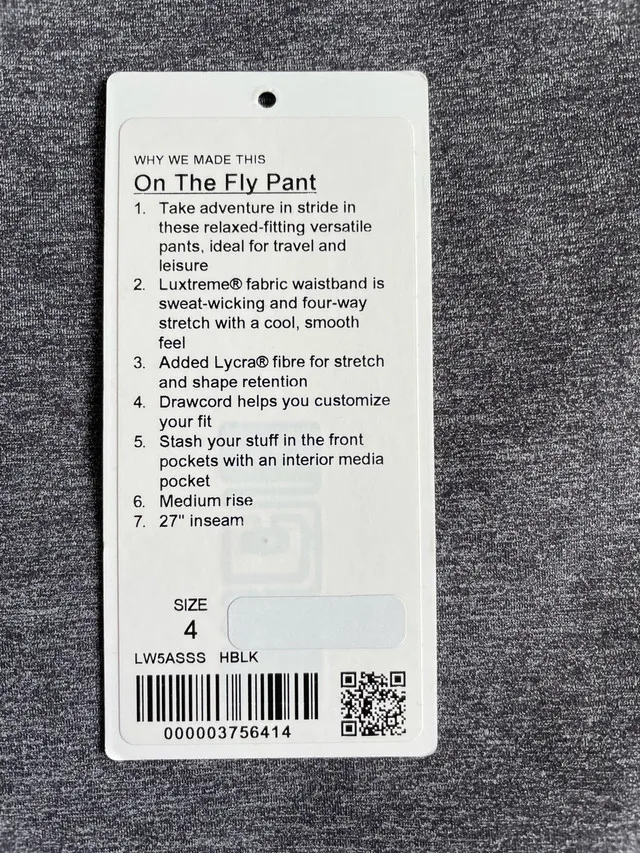 WHY WE MADE THIS
On The Fly Pant
1. Take adventure in stride in
these relaxed-fitting versatile
pants, ideal for travel and
leisure
2. Luxtreme® fabric waistband is
sweat-wicking and four-way
stretch with a cool, smooth
feel
3. Added Lycra® fibre for stretch
and shape retention
4. Drawcord helps you customize
your fit
5. Stash your stuff in the front
pockets with an interior media
pocket
6. Medium rise
7. 27" inseam
SIZE
4
LW5ASSS HBLK
000003756414